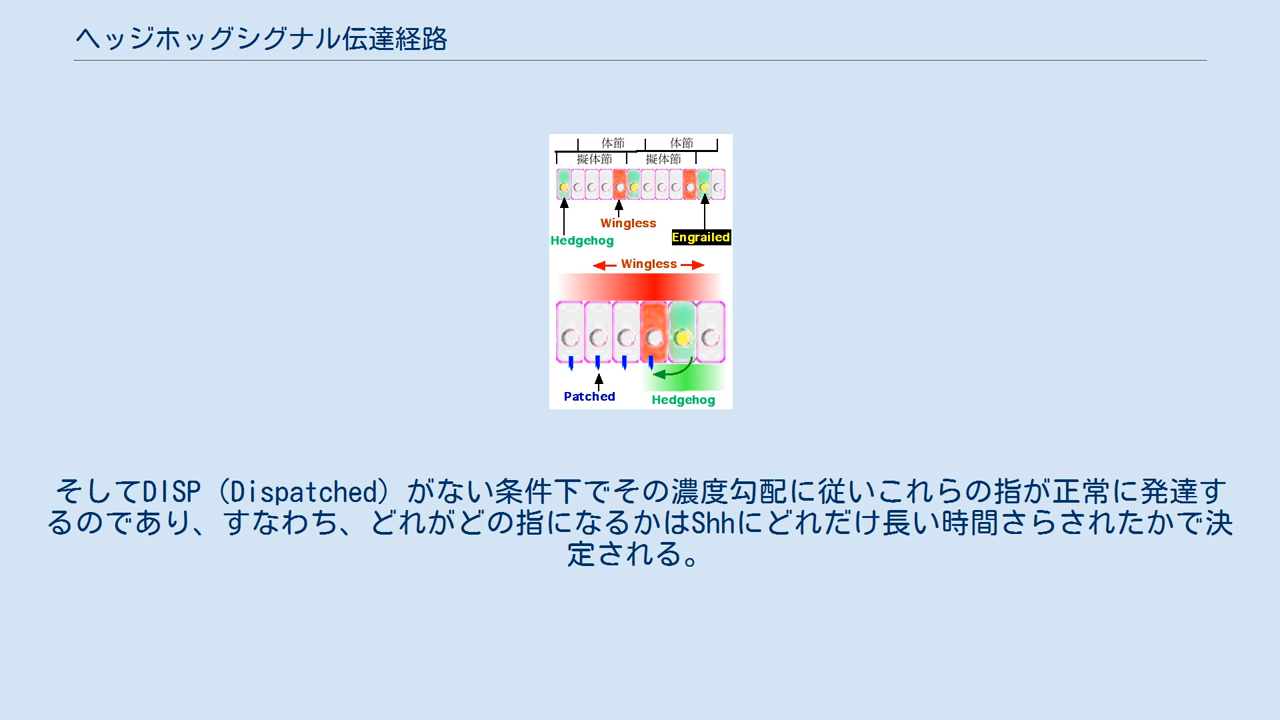 ヘッジホッグシグナル伝達経路
体節 体節
擬体節 擬体節
Wingless
Hedgehog
Engrailed
Wingless
Patched
Hedgehog
そしてDISP（Dispatched）がない条件下でその濃度勾配に従いこれらの指が正常に発達す
るのであり、すなわち、どれがどの指になるかはShhにどれだけ長い時間さらされたかで決
定される。